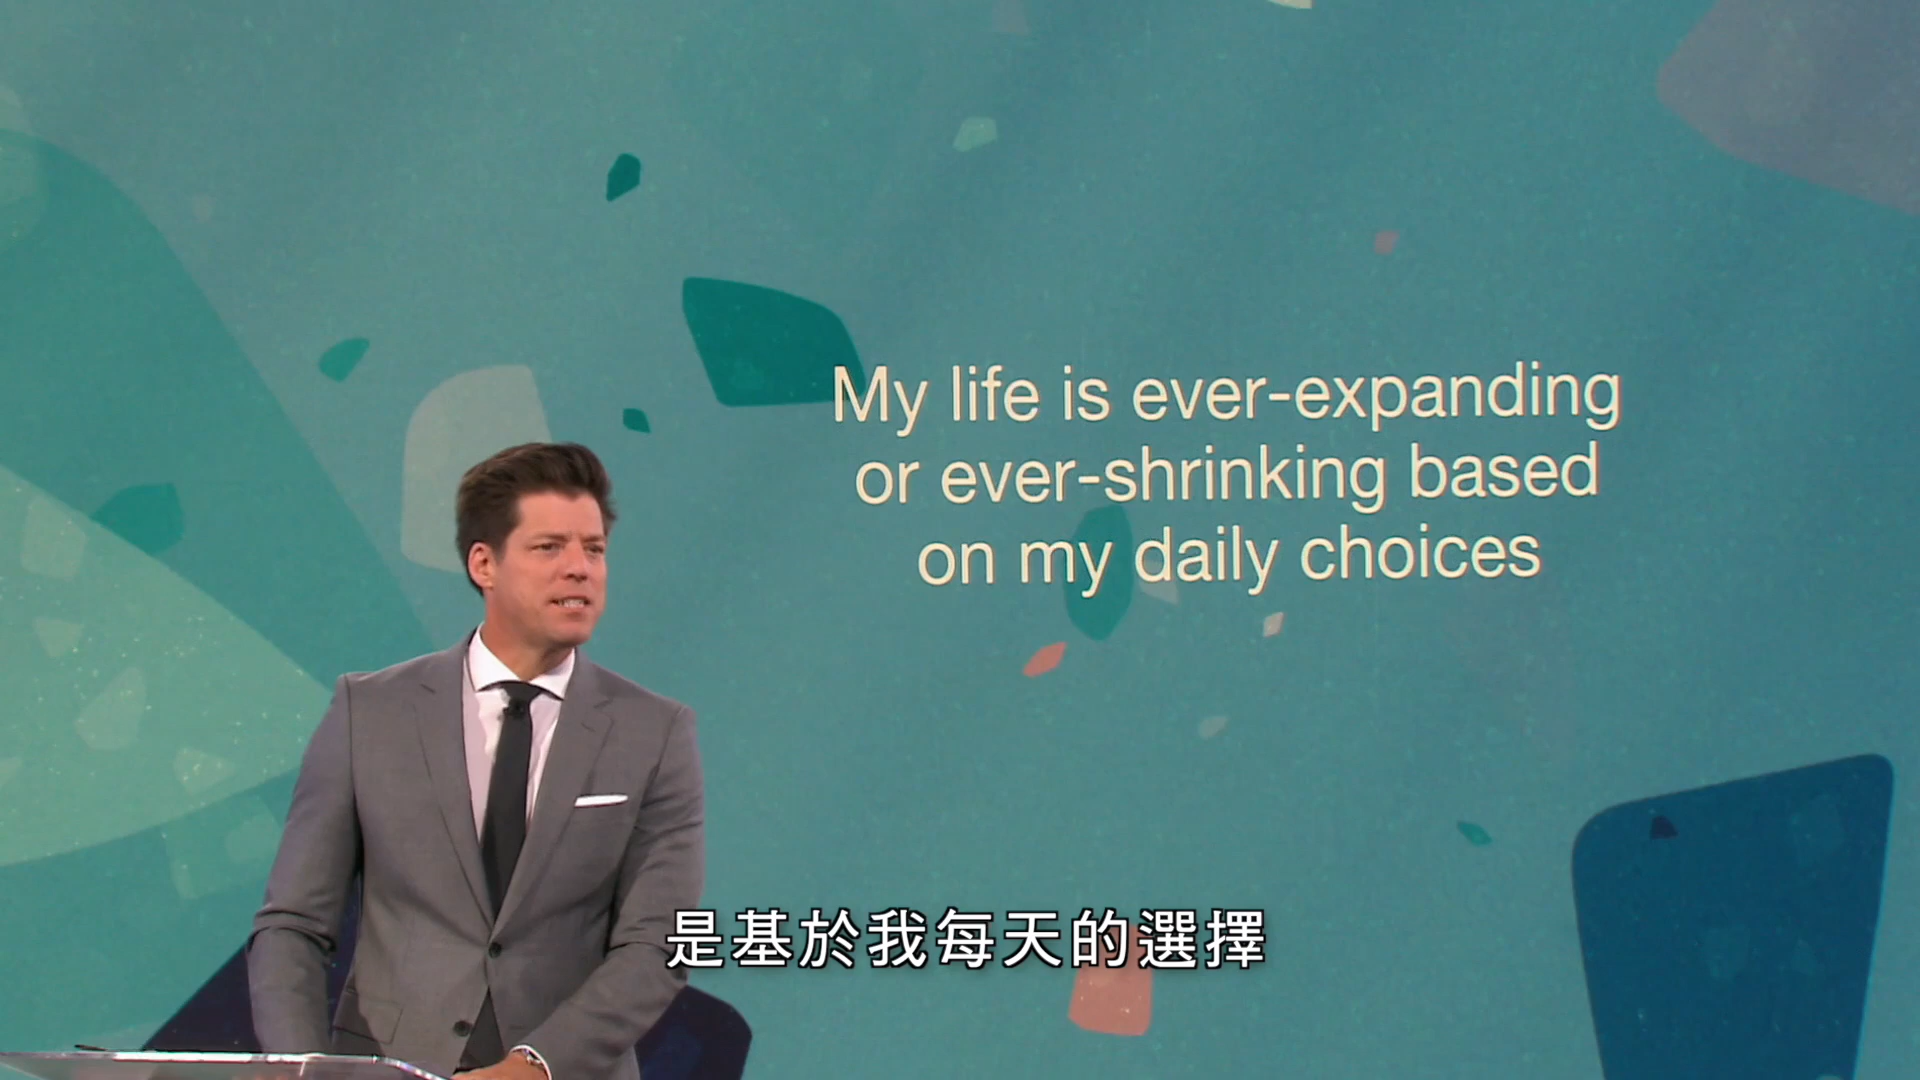 My life is ever-expanding
or ever-shrinking based
on my daily choices
是基於我每天的選擇